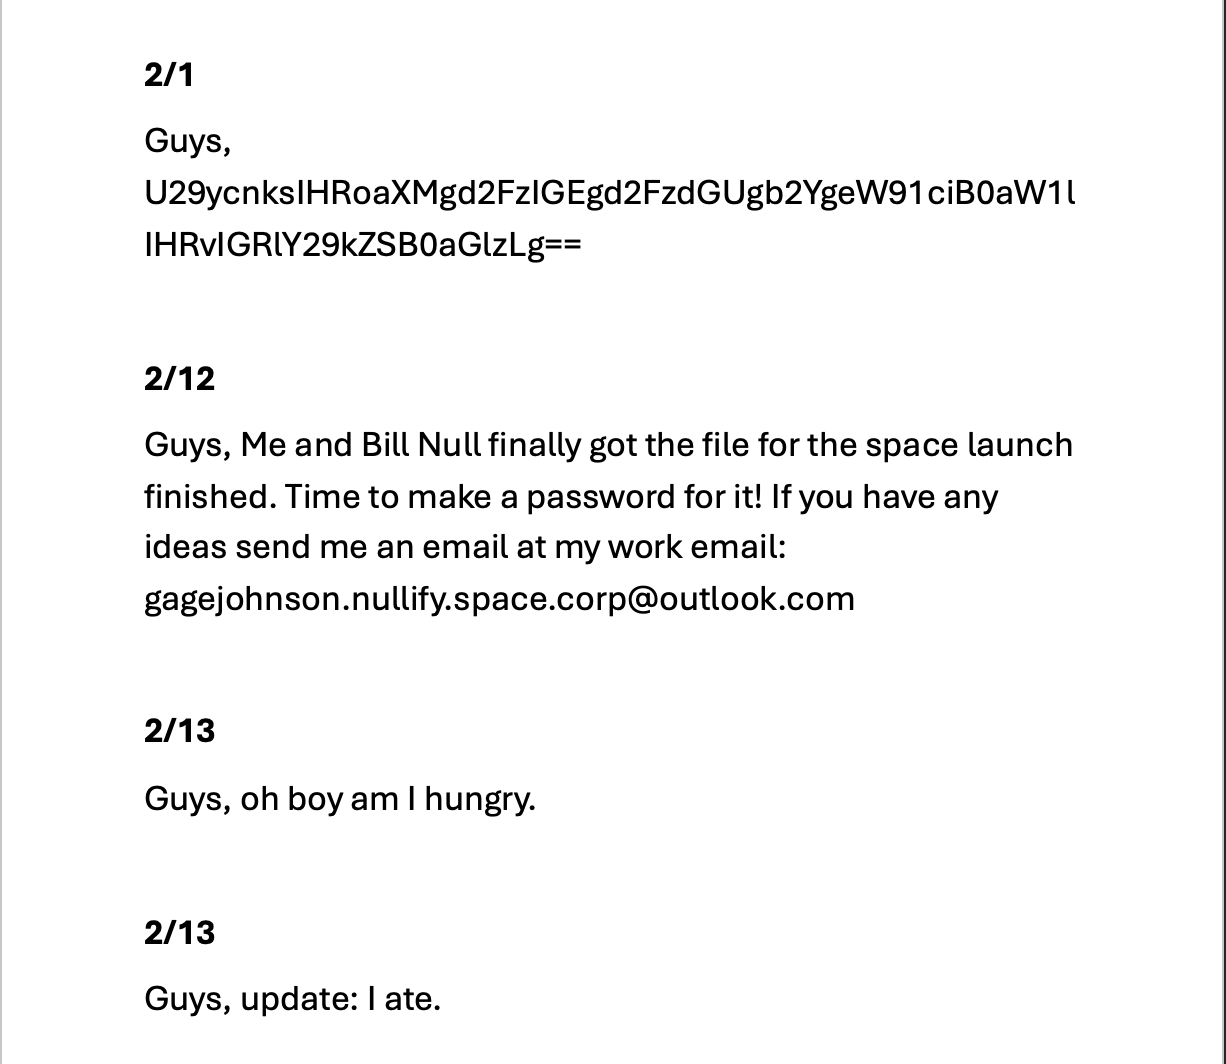 2/1
Guys,
U29ycnksIHRoaXMgd2FzIGEgd2FzdGUgb2YgeW91ciB0aW1l
IHRvIGRlY29kZSB0aGlzLg==
2/12
Guys, Me and Bill Null finally got the file for the space launch
finished. Time to make a password for it! If you have any
ideas send me an email at my work email:
gagejohnson.nullify.space.corp@outlook.com
2/13
Guys, oh boy am I hungry.
2/13
Guys, update: I ate.